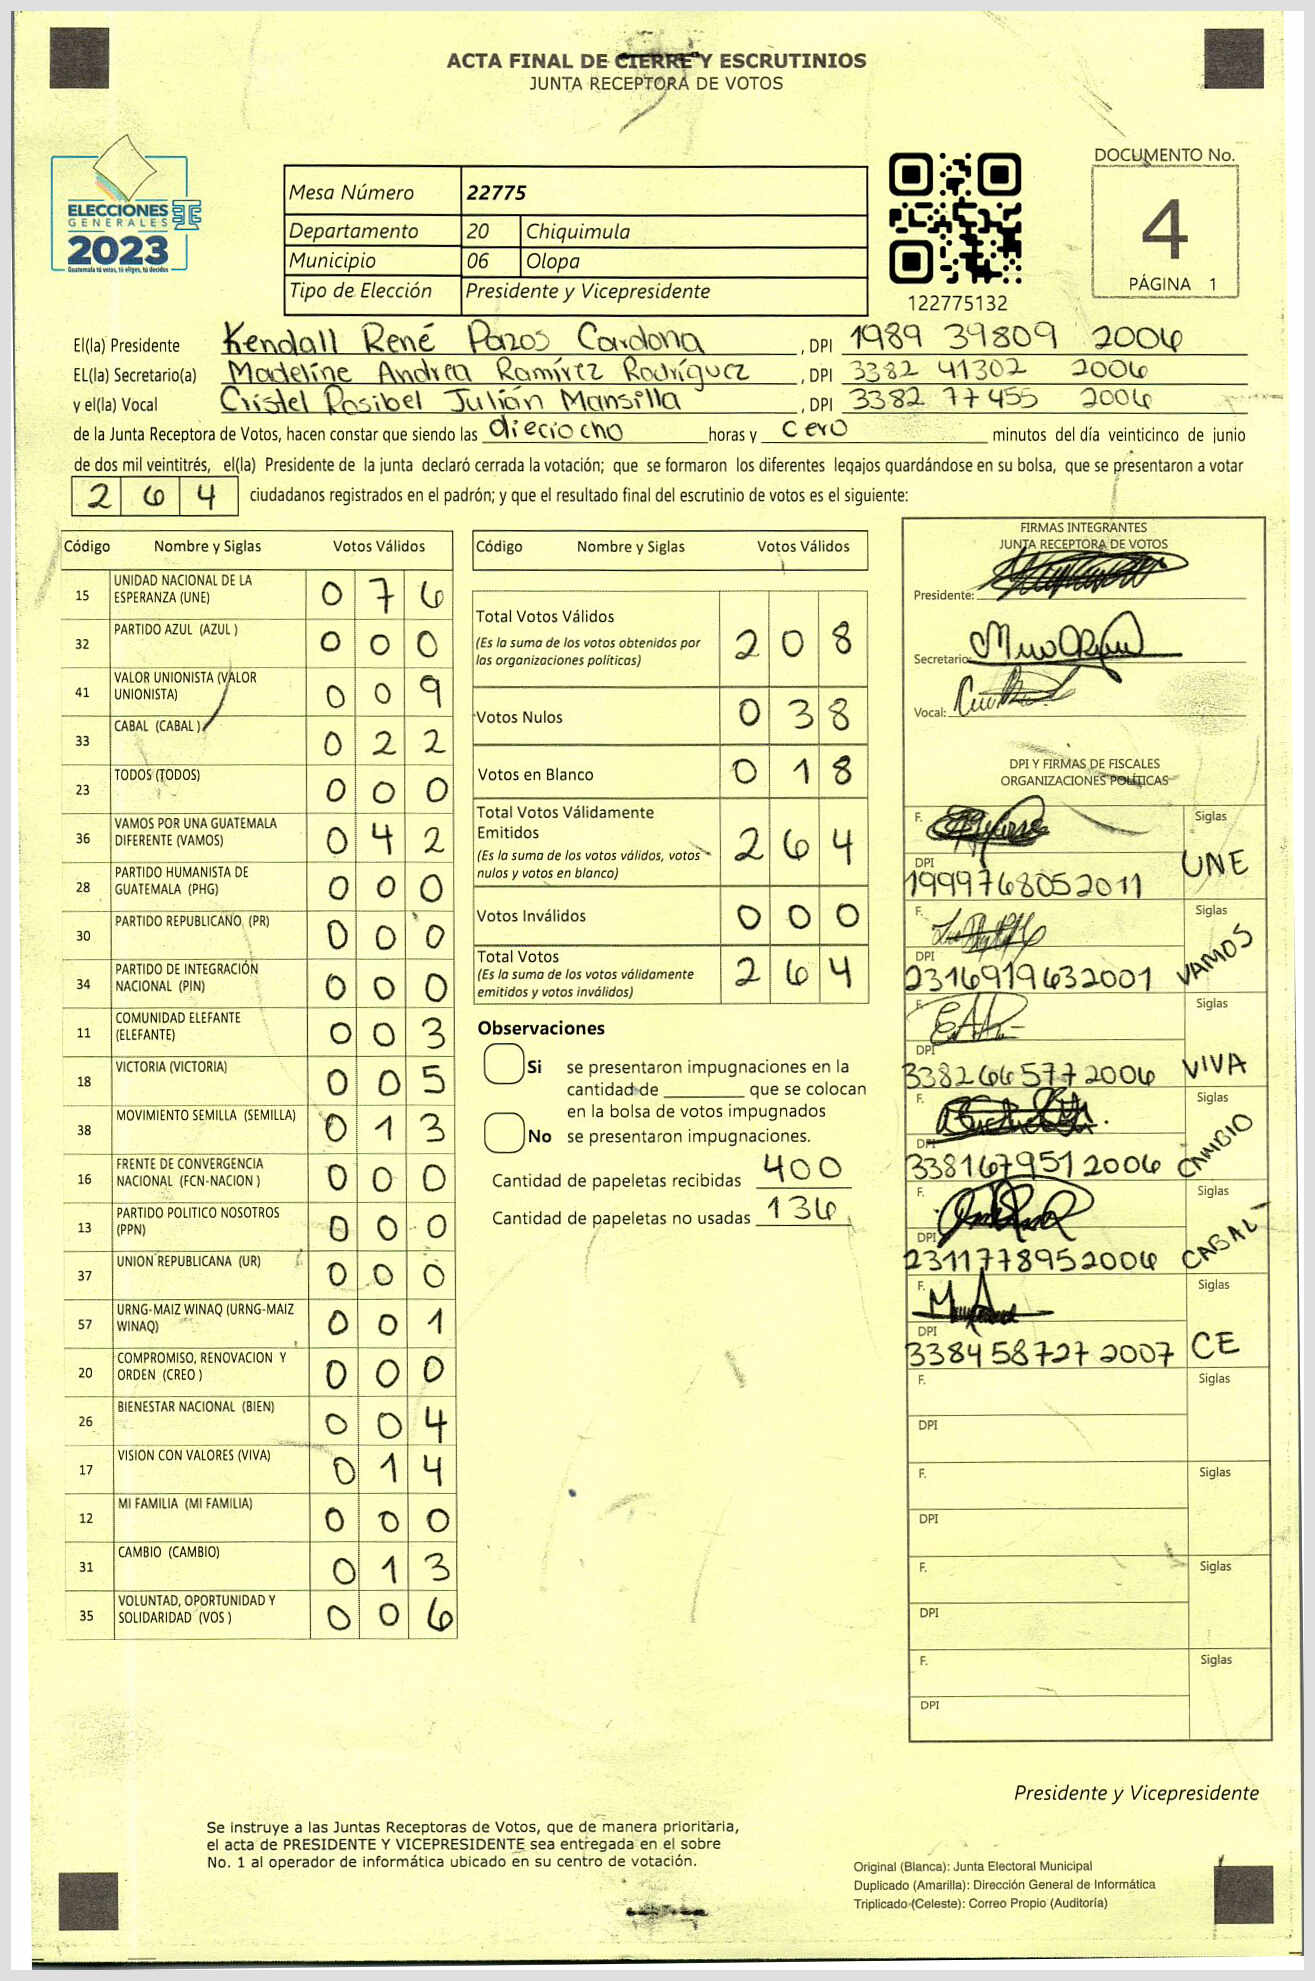 ACTA FINAL DE CIERRE Y ESCRUTINIOS
JUNTA RECEPTORA DE VOTOS
ELECCIONES
GENERALES
2023
Guatemala tú votas, tú eliges, tú decides
Mesa Número 22775
Departamento 20 Chiquimula
Municipio 06 Olopa
Tipo de Elección Presidente y Vicepresidente
122775132
DOCUMENTO No.
4
PÁGINA 1
El(la) Presidente Kendall René Pazos Cardona, DPI 1989 39809 2006
EL(la) Secretario(a) Madeline Andrea Ramírez Rodríguez, DPI 3382 41302 2006
y el(la) Vocal Cristel Rosibel Julián Mansilla, DPI 3382 77455 2006
de la Junta Receptora de Votos, hacen constar que siendo las dieciocho horas y cero minutos del día veinticinco de junio
de dos mil veintitrés, el(la) Presidente de la junta declaró cerrada la votación; que se formaron los diferentes legajos guardándose en su bolsa, que se presentaron a votar
264 ciudadanos registrados en el padrón; y que el resultado final del escrutinio de votos es el siguiente:
Código Nombre y Siglas Votos Válidos
15 UNIDAD NACIONAL DE LA ESPERANZA (UNE) 0 7 6
32 PARTIDO AZUL (AZUL ) 0 0 0
41 VALOR UNIONISTA (VALOR UNIONISTA) 0 0 9
33 CABAL (CABAL ) 0 2 2
23 TODOS (TODOS) 0 0 0
36 VAMOS POR UNA GUATEMALA DIFERENTE (VAMOS) 0 4 2
28 PARTIDO HUMANISTA DE GUATEMALA (PHG) 0 0 0
30 PARTIDO REPUBLICANO (PR) 0 0 0
34 PARTIDO DE INTEGRACIÓN NACIONAL (PIN) 0 0 0
11 COMUNIDAD ELEFANTE (ELEFANTE) 0 0 3
18 VICTORIA (VICTORIA) 0 0 5
38 MOVIMIENTO SEMILLA (SEMILLA) 0 1 3
16 FRENTE DE CONVERGENCIA NACIONAL (FCN-NACION ) 0 0 0
13 PARTIDO POLITICO NOSOTROS (PPN) 0 0 0
37 UNION REPUBLICANA (UR) 0 0 0
57 URNG-MAIZ WINAQ (URNG-MAIZ WINAQ) 0 0 1
20 COMPROMISO, RENOVACION Y ORDEN (CREO ) 0 0 0
26 BIENESTAR NACIONAL (BIEN) 0 0 4
17 VISION CON VALORES (VIVA) 0 1 4
12 MI FAMILIA (MI FAMILIA) 0 0 0
31 CAMBIO (CAMBIO) 0 1 3
35 VOLUNTAD, OPORTUNIDAD Y SOLIDARIDAD (VOS ) 0 0 6
Código Nombre y Siglas Votos Válidos
Total Votos Válidos 2 0 8
(Es la suma de los votos obtenidos por
las organizaciones políticas)
Votos Nulos 0 3 8
Votos en Blanco 0 1 8
Total Votos Válidamente
Emitidos 2 6 4
(Es la suma de los votos válidos, votos
nulos y votos en blanco)
Votos Inválidos 0 0 0
Total Votos 2 6 4
(Es la suma de los votos válidamente
emitidos y votos inválidos)
Observaciones
Si se presentaron impugnaciones en la
cantidad de ________ que se colocan
en la bolsa de votos impugnados
No se presentaron impugnaciones.
Cantidad de papeletas recibidas 400
Cantidad de papeletas no usadas 136
FIRMAS INTEGRANTES
JUNTA RECEPTORA DE VOTOS
Presidente:
Secretario:
Vocal:
DPI Y FIRMAS DE FISCALES
ORGANIZACIONES POLÍTICAS
F. Siglas
DPI UNE
1999768052011
F. Siglas
DPI VAMOS
2316919632001
F. Siglas
DPI VIVA
3382665772006
F. Siglas
DPI CAMBIO
3381679512006
F. Siglas
DPI CABAL
2311778952006
F. Siglas
DPI CE
3384587272007
F. Siglas
DPI
F. Siglas
DPI
F. Siglas
DPI
F. Siglas
DPI
Presidente y Vicepresidente
Se instruye a las Juntas Receptoras de Votos, que de manera prioritaria,
el acta de PRESIDENTE Y VICEPRESIDENTE sea entregada en el sobre
No. 1 al operador de informática ubicado en su centro de votación.
Original (Blanca): Junta Electoral Municipal
Duplicado (Amarilla): Dirección General de Informática
Triplicado (Celeste): Correo Propio (Auditoría)